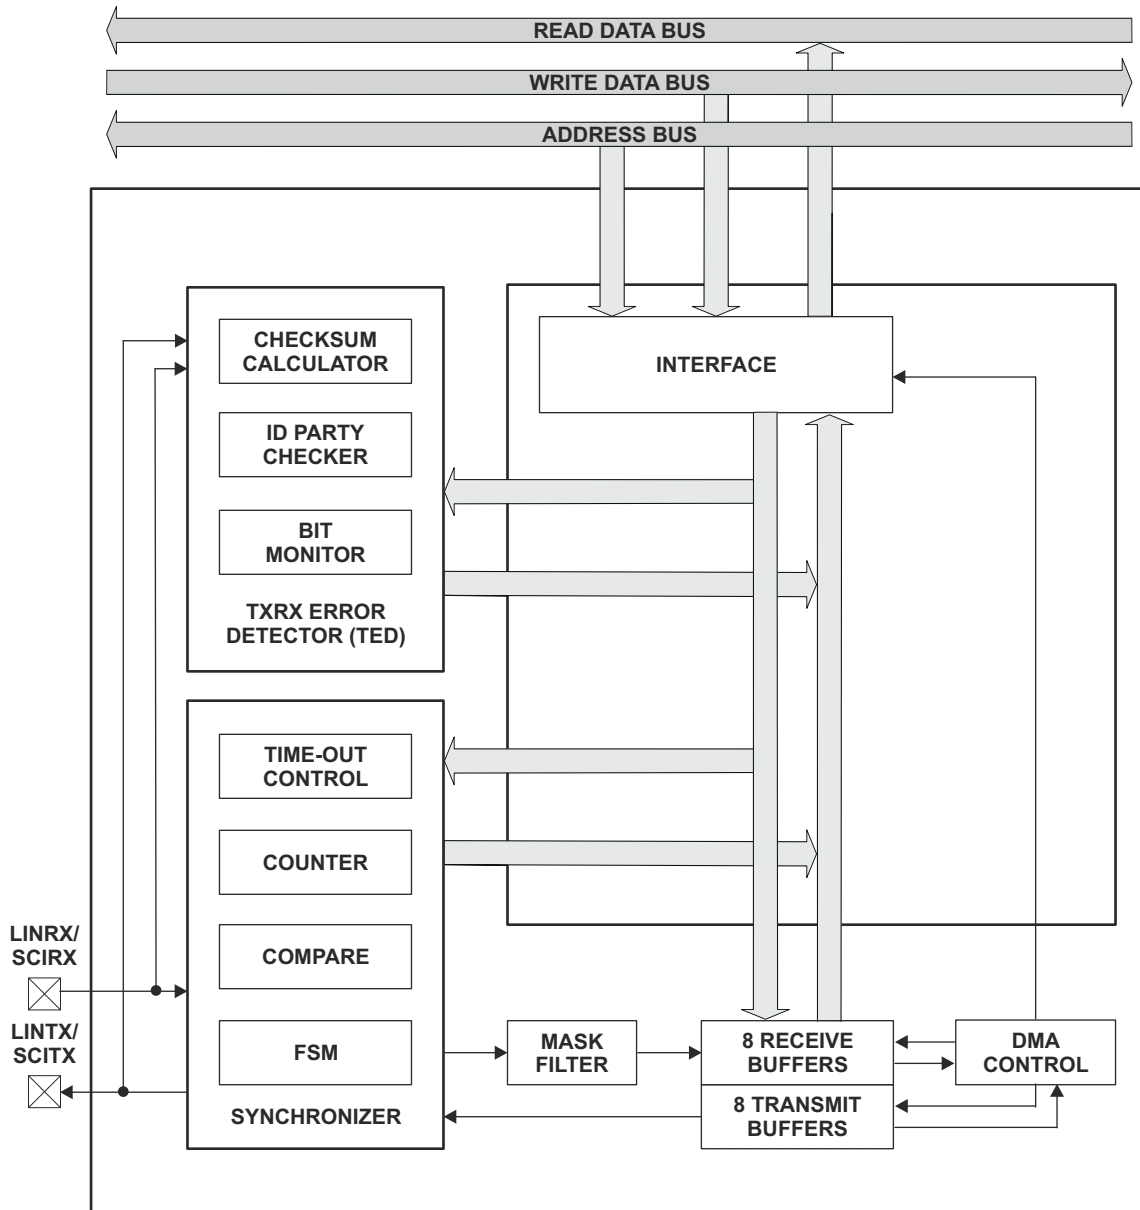 READ DATA BUS
WRITE DATA BUS
ADDRESS BUS
CHECKSUM
CALCULATOR
INTERFACE
ID PARTY
CHECKER
BIT
MONITOR
TXRX ERROR
DETECTOR (TED)
TIME-OUT
CONTROL
COUNTER
LINRX/
SCIRX
COMPARE
LINTX/
SCITX
FSM
MASK
FILTER
8 RECEIVE
BUFFERS
DMA
CONTROL
SYNCHRONIZER
8 TRANSMIT
BUFFERS